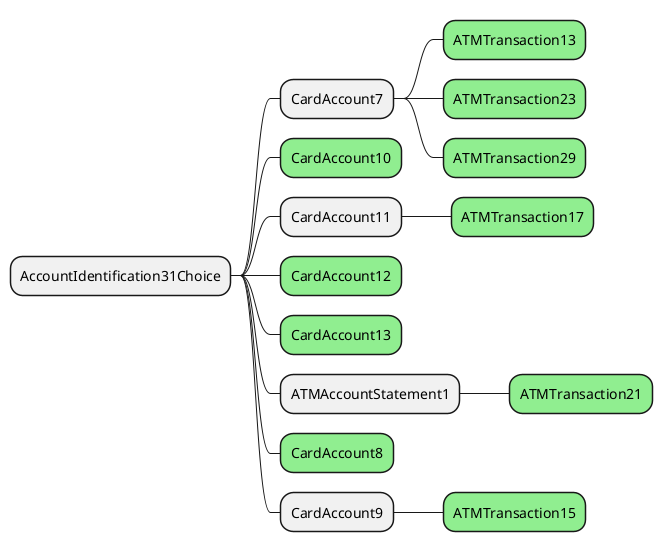 ATMTransaction13
CardAccount7
ATMTransaction23
ATMTransaction29
CardAccount10
CardAccount11
ATMTransaction17
AccountIdentification31Choice
CardAccount12
CardAccount13
ATMAccountStatement1
ATMTransaction21
CardAccount8
CardAccount9
ATMTransaction15